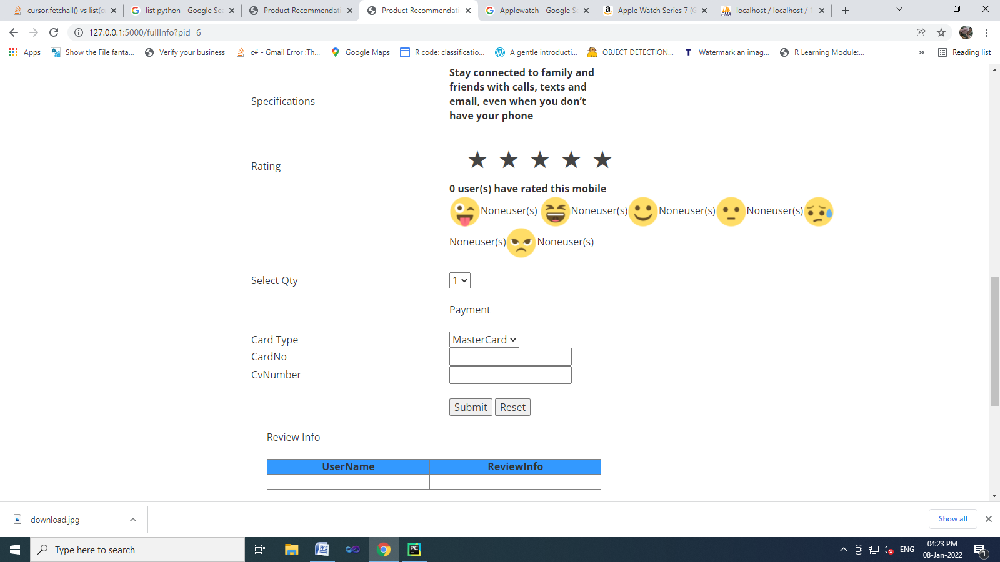 cursor.fetchall() vs list(c
list python - Google Se
Product Recommendati
Product Recommendati
Applewatch - Google S
Apple Watch Series 7 (G
localhost / localhost / 1
127.0.0.1:5000/fullInfo?pid=6
Apps
Show the File fanta...
Verify your business
c# - Gmail Error :Th...
Google Maps
R code: classificatio...
A gentle introducti...
OBJECT DETECTION...
T Watermark an imag...
R Learning Module:...
»
Reading list
Stay connected to family and
friends with calls, texts and
email, even when you don’t
have your phone
Specifications
Rating
0 user(s) have rated this mobile
Noneuser(s) Noneuser(s) Noneuser(s) Noneuser(s)
Noneuser(s) Noneuser(s)
Select Qty 1
Payment
Card Type MasterCard
CardNo
CvNumber
Submit Reset
Review Info
UserName ReviewInfo
download.jpg
Show all
Type here to search
PC
ENG
04:23 PM
08-Jan-2022
1